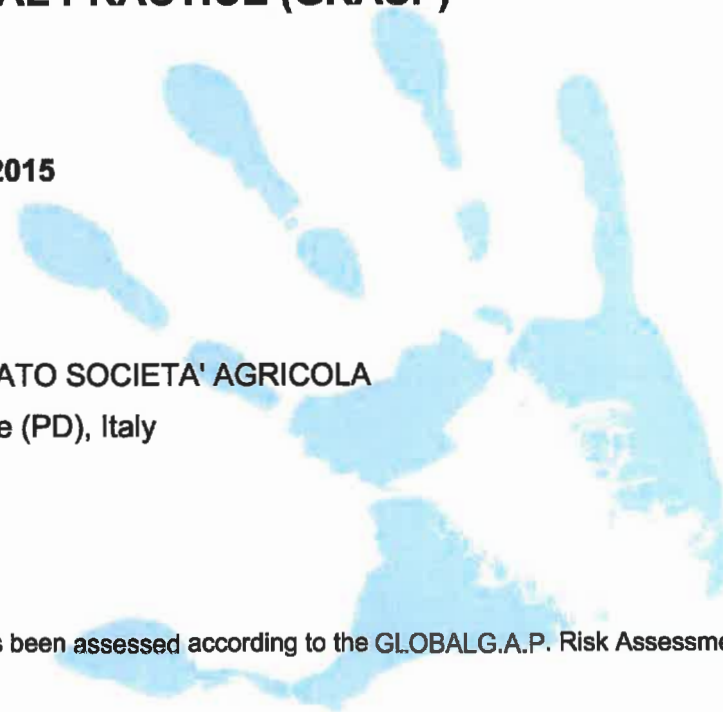 2015
ATO SOCIETA' AGRICOLA
e (PD), Italy
s been assessed according to the GLOBALG.A.P. Risk Assessme